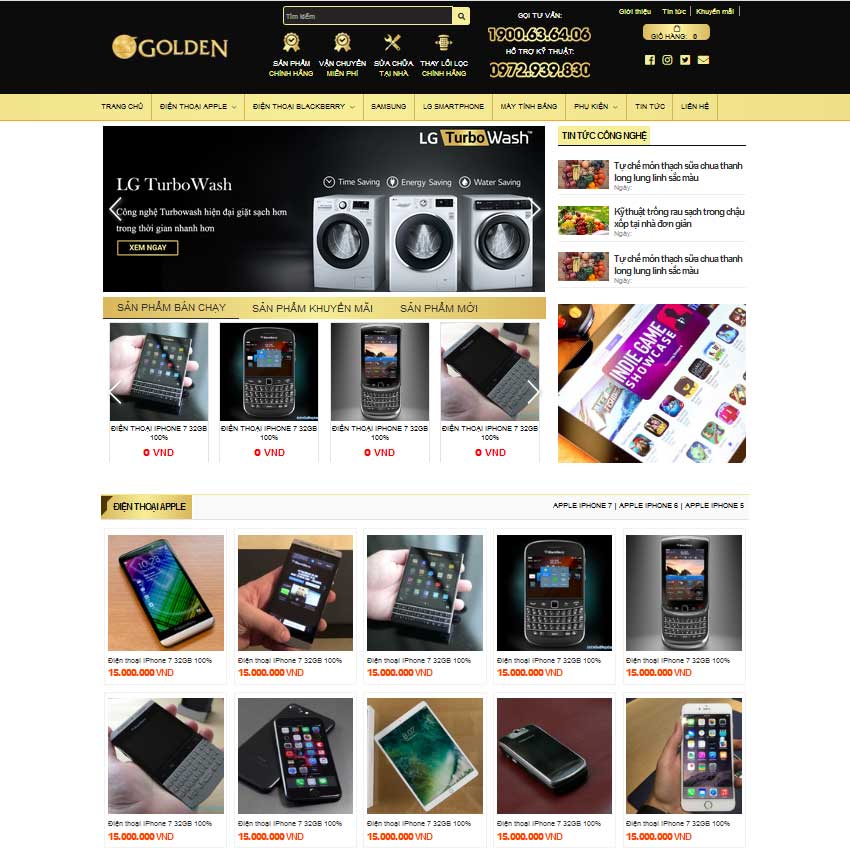 Tìm kiếm
GOLDEN
SẢN PHẨM
CHÍNH HÃNG
VẬN CHUYỂN
MIỄN PHÍ
SỬA CHỮA
TẠI NHÀ
THAY LÕI LỌC
CHÍNH HÃNG
GỌI TƯ VẤN:
1900.63.64.06
HỖ TRỢ KỸ THUẬT:
0972.939.830
Giới thiệu
Tin tức
Khuyến mãi
GIỎ HÀNG: 0
TRANG CHỦ
ĐIỆN THOẠI APPLE
ĐIỆN THOẠI BLACKBERRY
SAMSUNG
LG SMARTPHONE
MÁY TÍNH BẢNG
PHỤ KIỆN
TIN TỨC
LIÊN HỆ
LG Turbo Wash™
LG TurboWash
Time Saving
Energy Saving
Water Saving
Công nghệ Turbowash hiện đại giặt sạch hơn
trong thời gian nhanh hơn
XEM NGAY
TIN TỨC CÔNG NGHỆ
Tự chế món thạch sữa chua thanh
long lung linh sắc màu
Ngày:
Kỹ thuật trồng rau sạch trong chậu
xốp tại nhà đơn giản
Ngày:
Tự chế món thạch sữa chua thanh
long lung linh sắc màu
Ngày:
INDIE GAME
SHOWCASE
SẢN PHẨM BÁN CHẠY
SẢN PHẨM KHUYẾN MÃI
SẢN PHẨM MỚI
ĐIỆN THOẠI IPHONE 7 32GB
100%
0 VND
ĐIỆN THOẠI IPHONE 7 32GB
100%
0 VND
ĐIỆN THOẠI IPHONE 7 32GB
100%
0 VND
ĐIỆN THOẠI IPHONE 7 32GB
100%
0 VND
ĐIỆN THOẠI APPLE
APPLE IPHONE 7 | APPLE IPHONE 6 | APPLE IPHONE 5
Điện thoại IPhone 7 32GB 100%
15.000.000 VND
Điện thoại IPhone 7 32GB 100%
15.000.000 VND
Điện thoại IPhone 7 32GB 100%
15.000.000 VND
Điện thoại IPhone 7 32GB 100%
15.000.000 VND
Điện thoại IPhone 7 32GB 100%
15.000.000 VND
Điện thoại IPhone 7 32GB 100%
15.000.000 VND
Điện thoại IPhone 7 32GB 100%
15.000.000 VND
Điện thoại IPhone 7 32GB 100%
15.000.000 VND
Điện thoại IPhone 7 32GB 100%
15.000.000 VND
Điện thoại IPhone 7 32GB 100%
15.000.000 VND